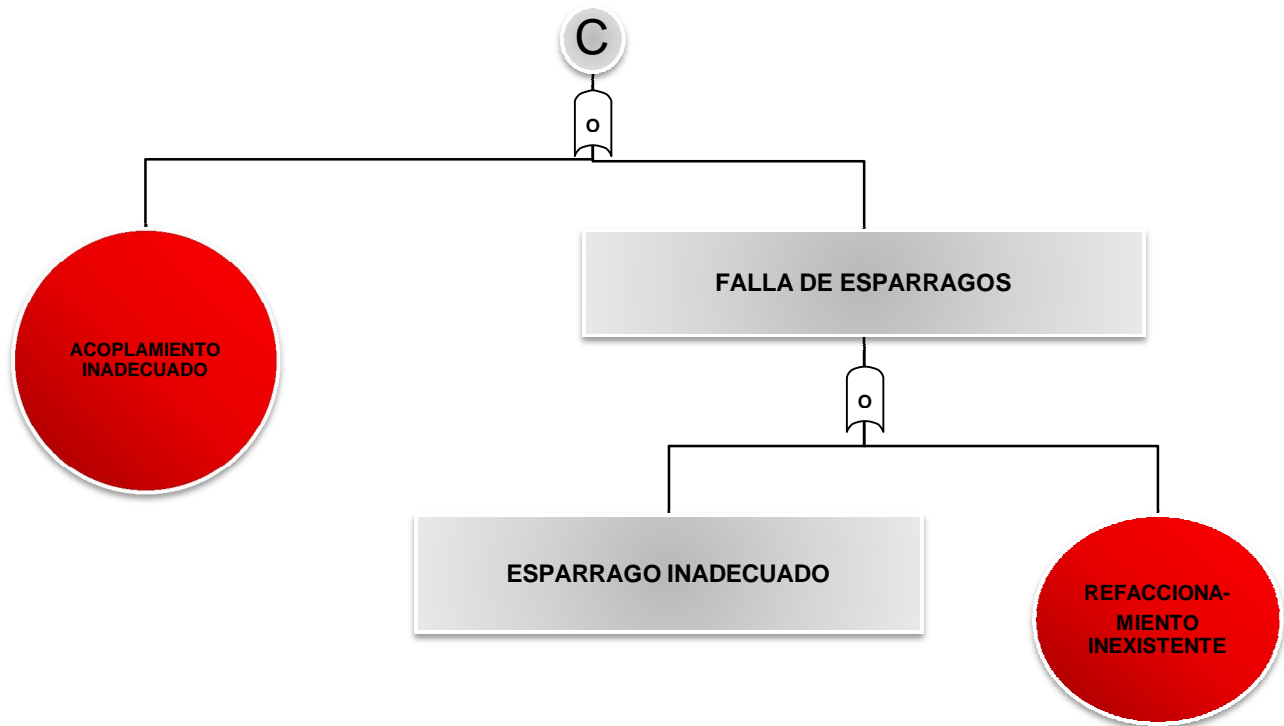 C
O
ACOPLAMIENTO
INADECUADO
FALLA DE ESPARRAGOS
O
ESPARRAGO INADECUADO
REFACCIONA-
MIENTO
INEXISTENTE